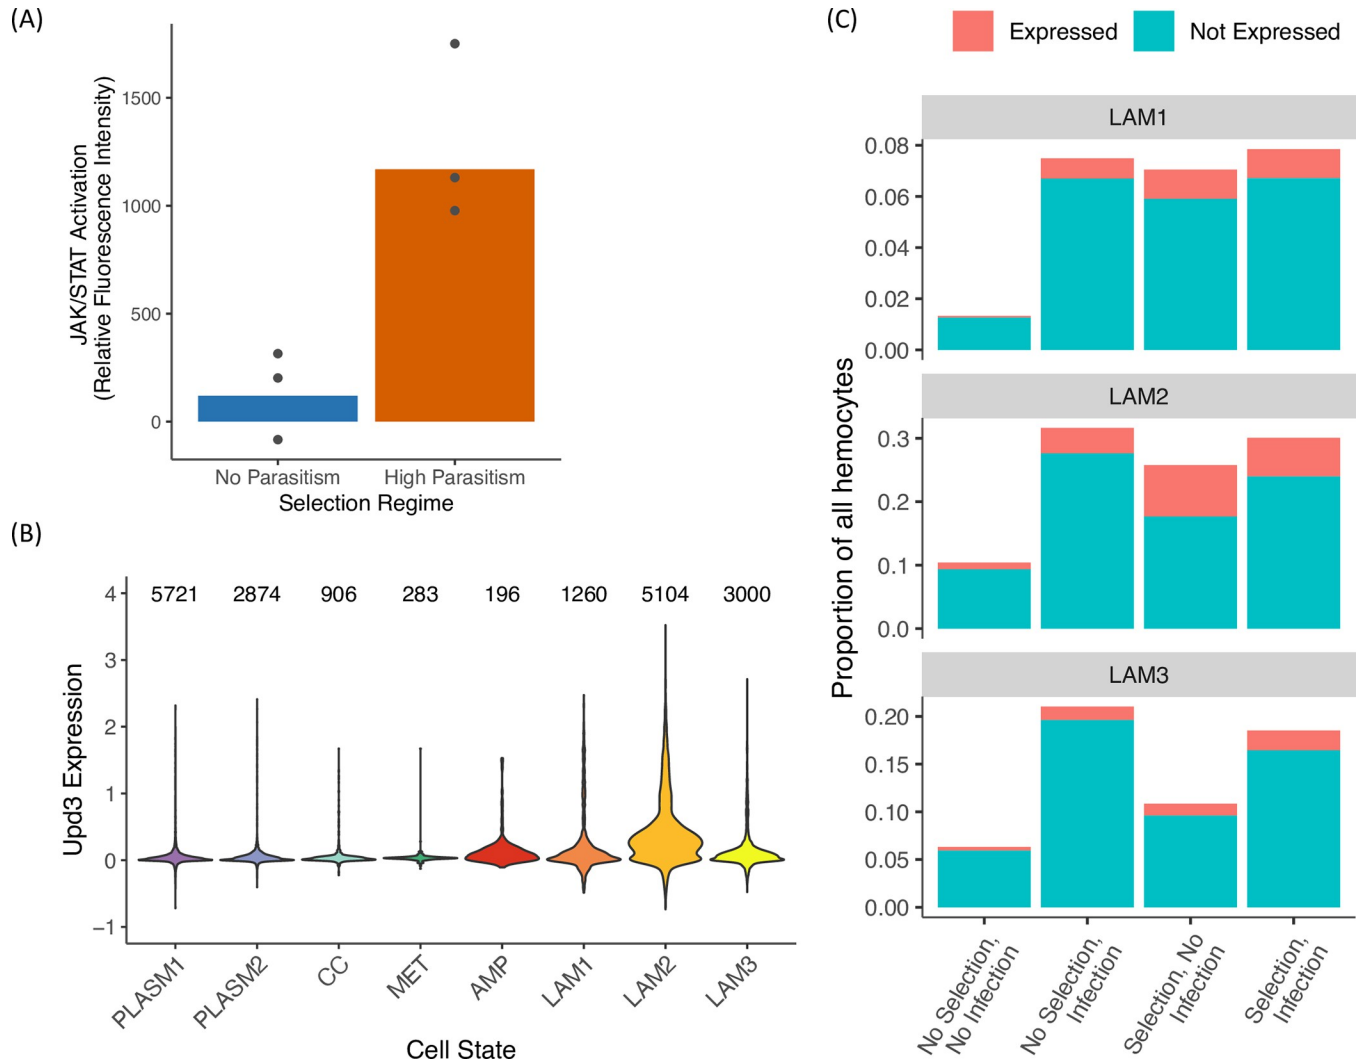 (A)
JAK/STAT Activation
(Relative Fluorescence Intensity)
1500
1000
500
0
No Parasitism High Parasitism
Selection Regime
(B)
Upd3 Expression
4
3
2
1
0
−1
5721 2874 906 283 196 1260 5104 3000
PLASM1 PLASM2 CC MET AMP LAM1 LAM2 LAM3
Cell State
(C)
Expressed Not Expressed
Proportion of all hemocytes
LAM1
0.08
0.06
0.04
0.02
0.00
LAM2
0.3
0.2
0.1
0.0
LAM3
0.20
0.15
0.10
0.05
0.00
No Selection,
No Infection
No Selection,
Infection
Selection, No
Infection
Selection,
Infection